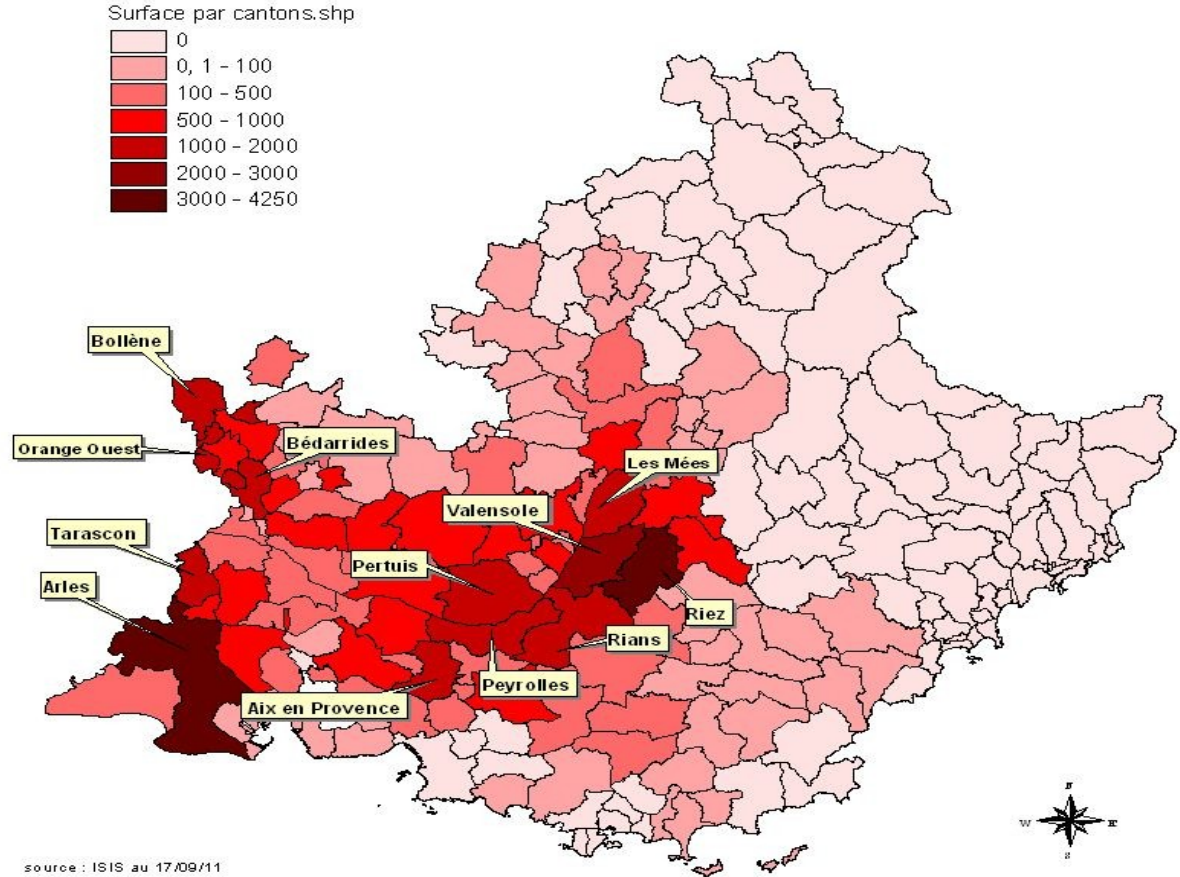 Surface par cantons.shp
0
0, 1 - 100
100 - 500
500 - 1000
1000 - 2000
2000 - 3000
3000 - 4250
Bollène
Orange Ouest
Bédarrides
Les Mées
Valensole
Tarascon
Pertuis
Arles
Riez
Rians
Peyrolles
Aix en Provence
N
W
E
S
source : ISIS au 17/09/11